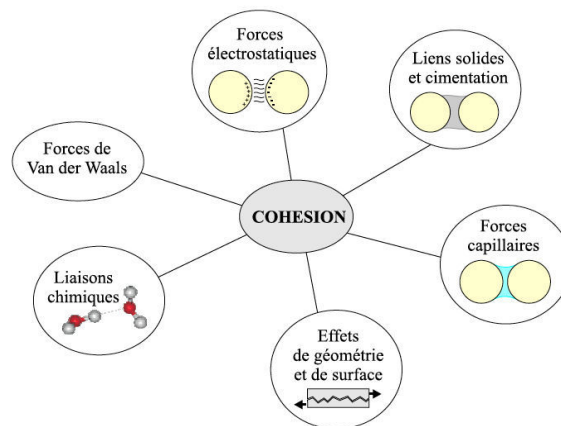 Forces
électrostatiques
Liens solides
et cimentation
Forces de
Van der Waals
COHESION
Forces
capillaires
Liaisons
chimiques
Effets
de géométrie
et de surface